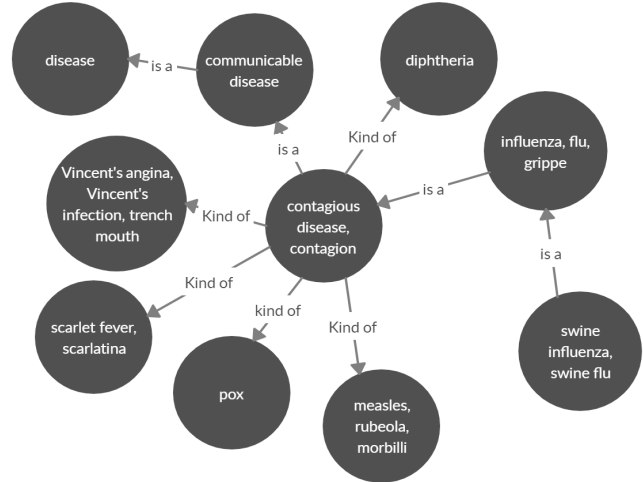 disease
is a
communicable
disease
diphtheria
Kind of
is a
influenza, flu,
grippe
is a
Vincent's angina,
Vincent's
infection, trench
mouth
Kind of
contagious
disease,
contagion
is a
Kind of
scarlet fever,
scarlatina
kind of
pox
Kind of
measles,
rubeola,
morbilli
swine
influenza,
swine flu